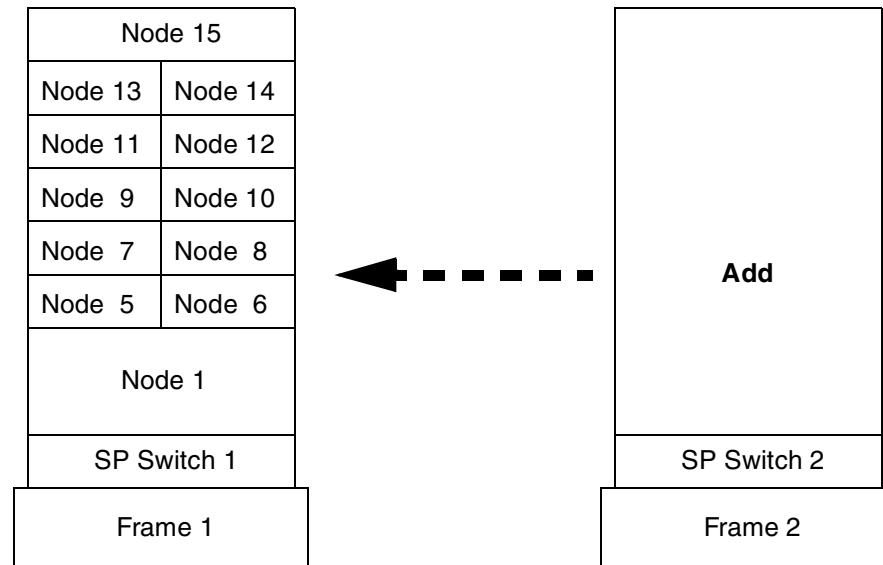 Node 15
Node 13 Node 14
Node 11 Node 12
Node 9 Node 10
Node 7 Node 8
Node 5 Node 6
Node 1
SP Switch 1
Frame 1
Add
SP Switch 2
Frame 2